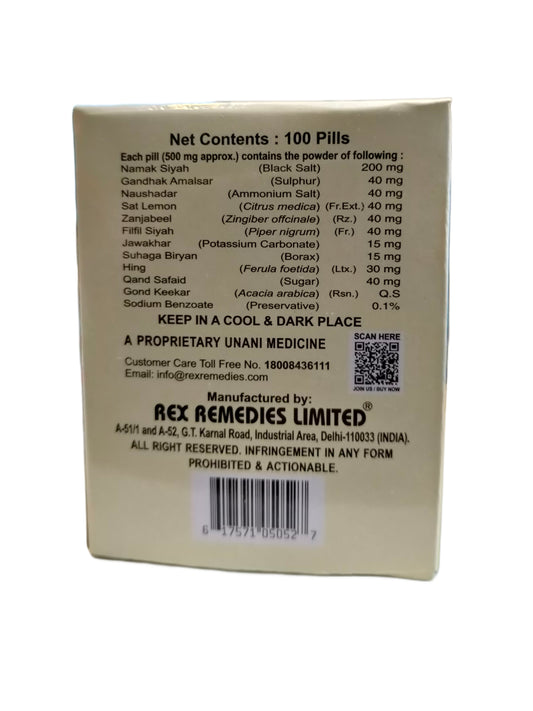 Net Contents : 100 Pills
Each pill (500 mg approx.) contains the powder of following :
Namak Siyah (Black Salt) 200 mg
Gandhak Amalsar (Sulphur) 40 mg
Naushadar (Ammonium Salt) 40 mg
Sat Lemon (Citrus medica) (Fr.Ext) 40 mg
Zanjabeel (Zingiber offcinale) (Rz.) 40 mg
Filfil Siyah (Piper nigrum) (Fr.) 40 mg
Jawakhar (Potassium Carbonate) 15 mg
Suhaga Biryan (Borax) 15 mg
Hing (Ferula foetida) (Ltx.) 30 mg
Qand Safaid (Sugar) 40 mg
Gond Keekar (Acacia arabica) (Rsn.) Q.S
Sodium Benzoate (Preservative) 0.1%
KEEP IN A COOL & DARK PLACE
A PROPRIETARY UNANI MEDICINE
SCAN HERE
JOIN US / BUY NOW
Customer Care Toll Free No. 18008436111
Email: info@rexremedies.com
Manufactured by:
REX REMEDIES LIMITED®
A-51/1 and A-52, G.T. Karnal Road, Industrial Area, Delhi-110033 (INDIA).
ALL RIGHT RESERVED. INFRINGEMENT IN ANY FORM
PROHIBITED & ACTIONABLE.
6 17571 05052 7